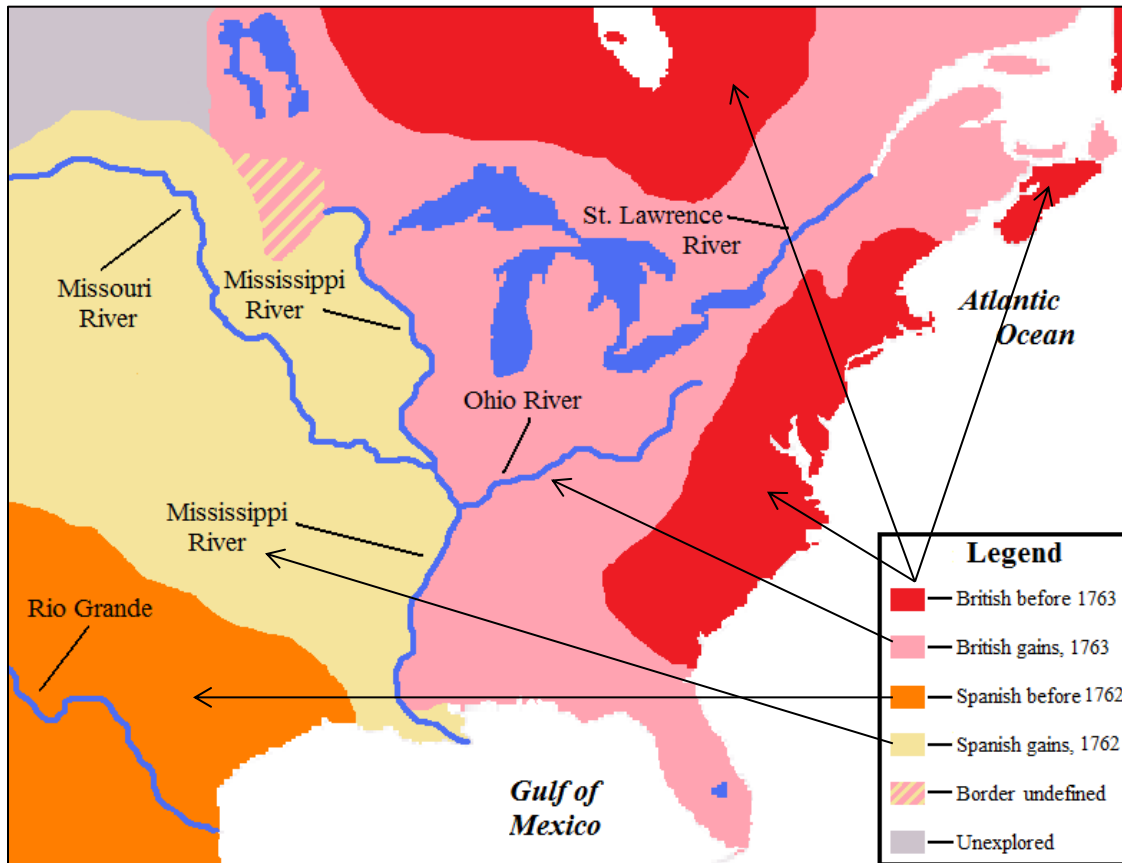 St. Lawrence
River
Missouri
River
Mississippi
River
Atlantic
Ocean
Ohio River
Mississippi
River
Rio Grande
Gulf of
Mexico
Legend
British before 1763
British gains, 1763
Spanish before 1762
Spanish gains, 1762
Border undefined
Unexplored